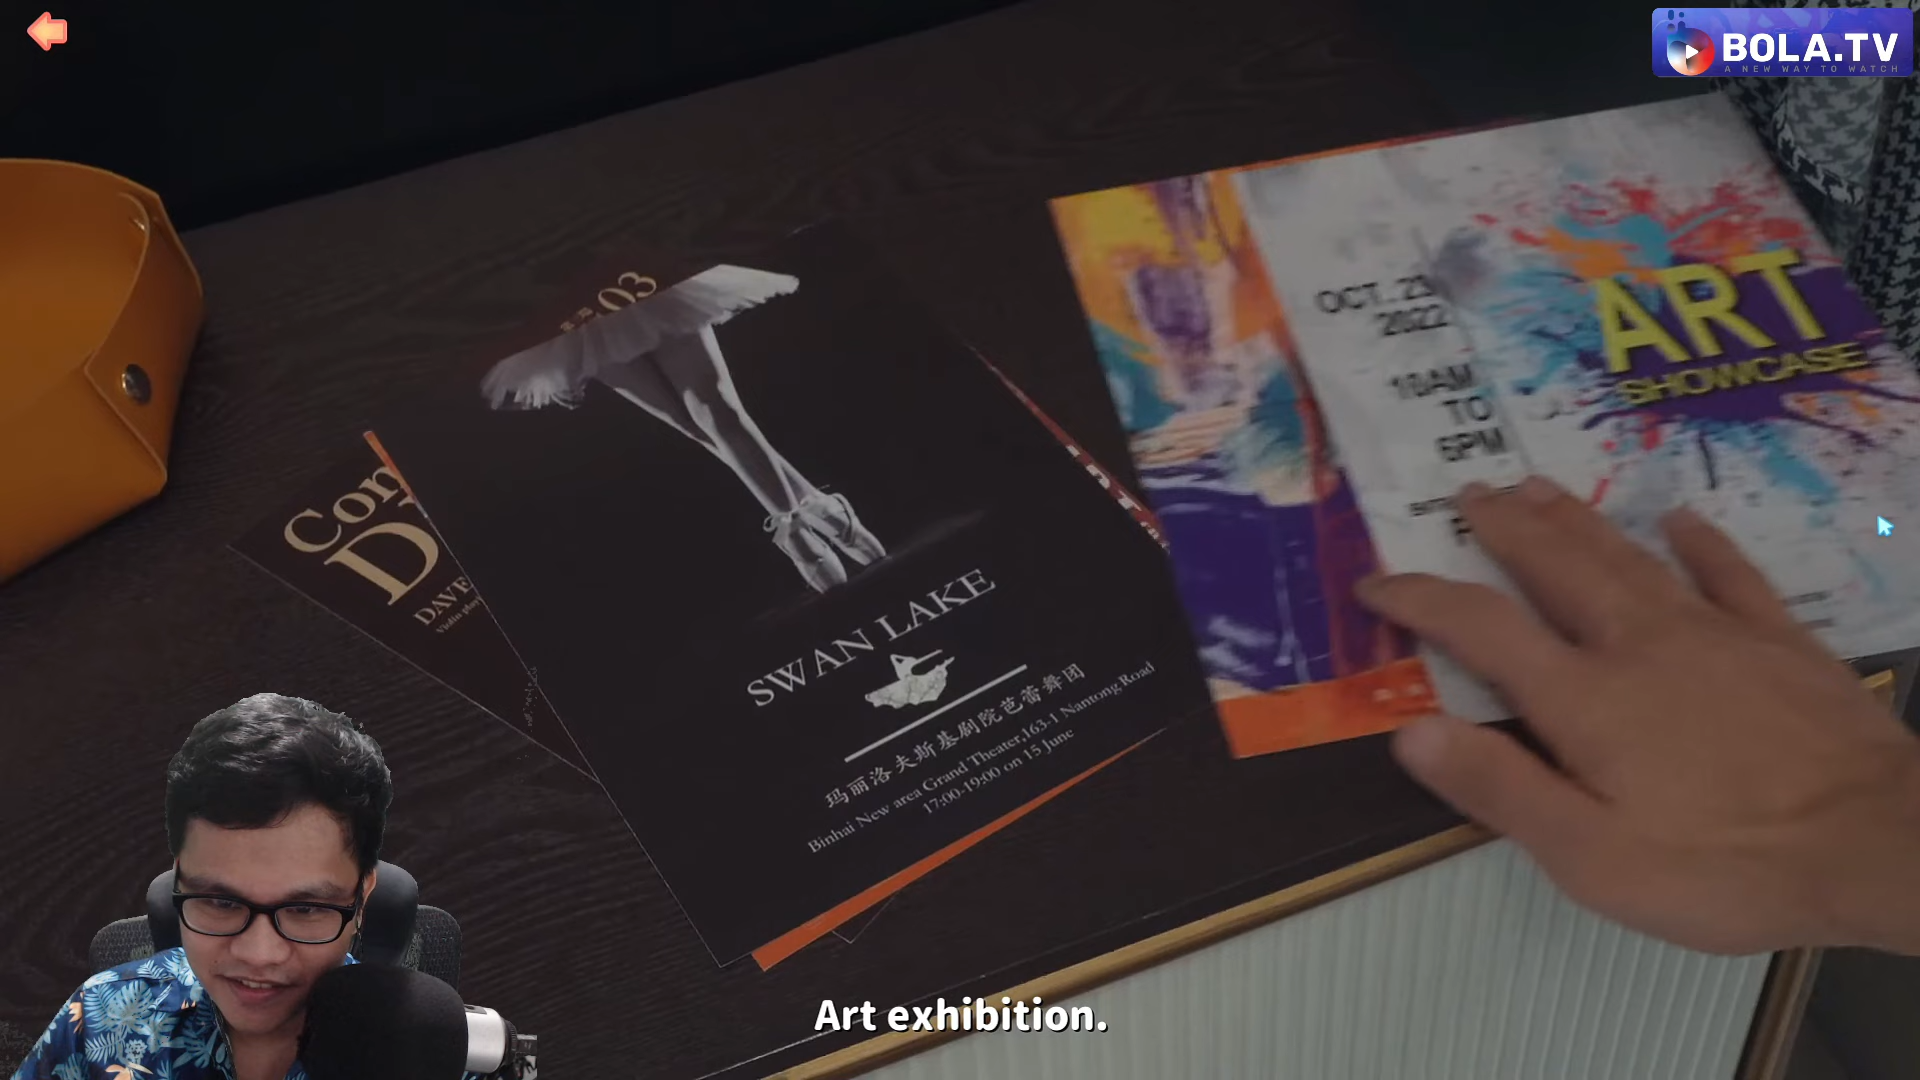 BOLA.TV
A NEW WAY TO WATCH
03
OCT. 23
2022
10AM
TO
6PM
ART
SHOWCASE
Con
D
DAVE
SWAN LAKE
玛丽洛夫斯基剧院芭蕾舞团
Binhai New area Grand Theater,163-1 Nantong Road
17:00-19:00 on 15 June
Art exhibition.